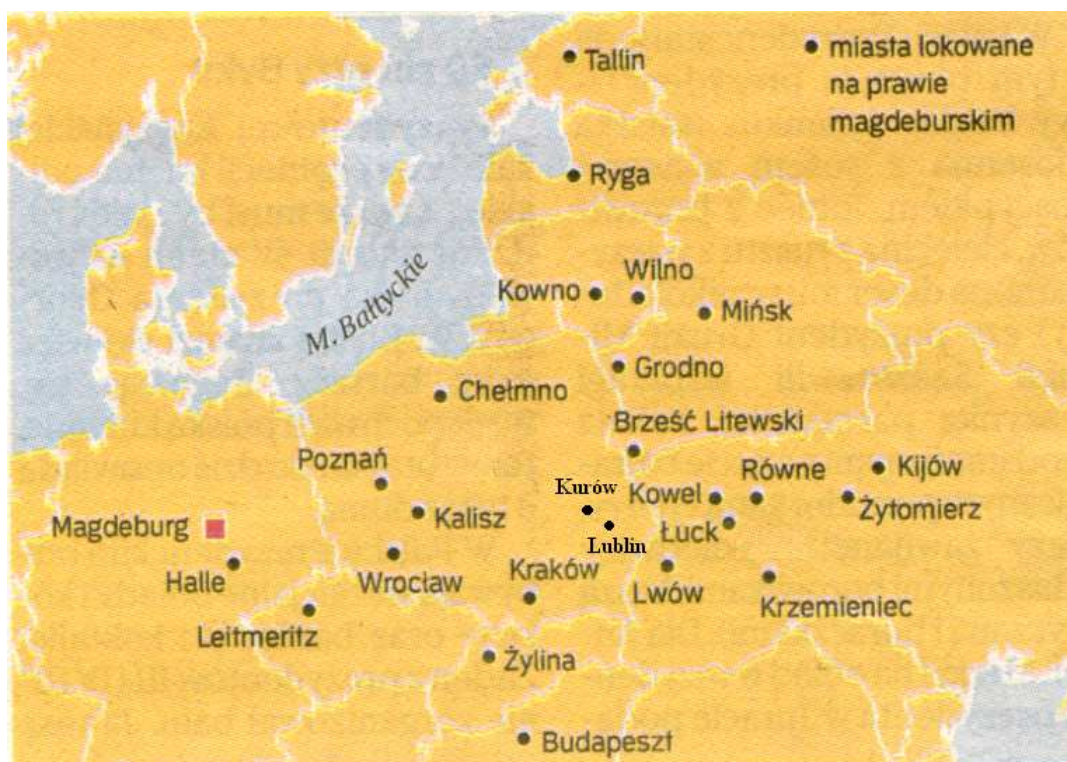 Tallin
miasta lokowane
na prawie
magdeburskim
Ryga
Wilno
Kowno
Mińsk
M. Bałtyckie
Grodno
Chełmno
Brześć Litewski
Poznań
Równe
Kijów
Kurów
Kowel
Żytomierz
Magdeburg
Kalisz
Łuck
Lublin
Halle
Wrocław
Kraków
Lwów
Krzemieniec
Leitmeritz
Żylina
Budapeszt